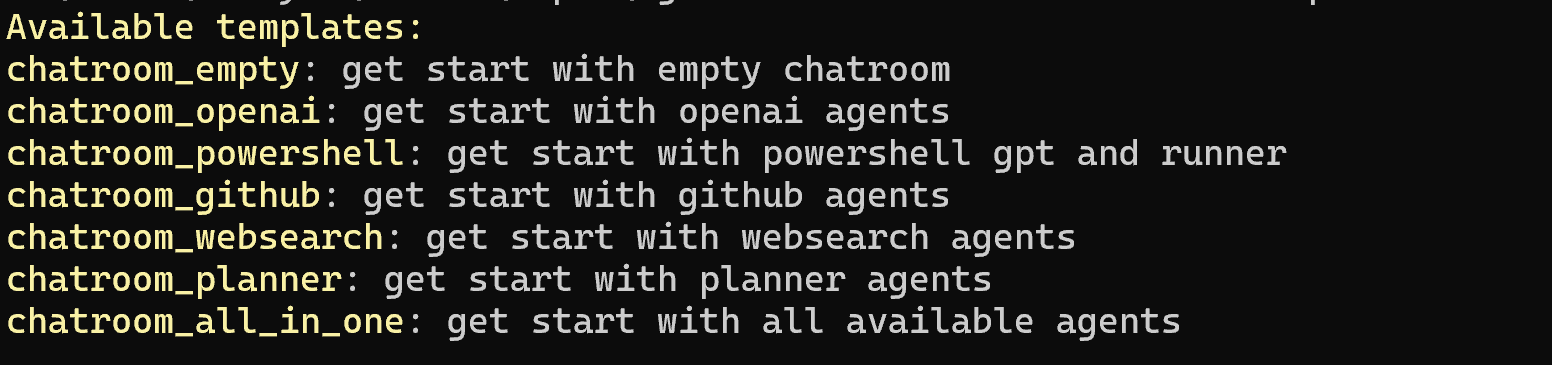 Available templates:
chatroom_empty: get start with empty chatroom
chatroom_openai: get start with openai agents
chatroom_powershell: get start with powershell gpt and runner
chatroom_github: get start with github agents
chatroom_websearch: get start with websearch agents
chatroom_planner: get start with planner agents
chatroom_all_in_one: get start with all available agents